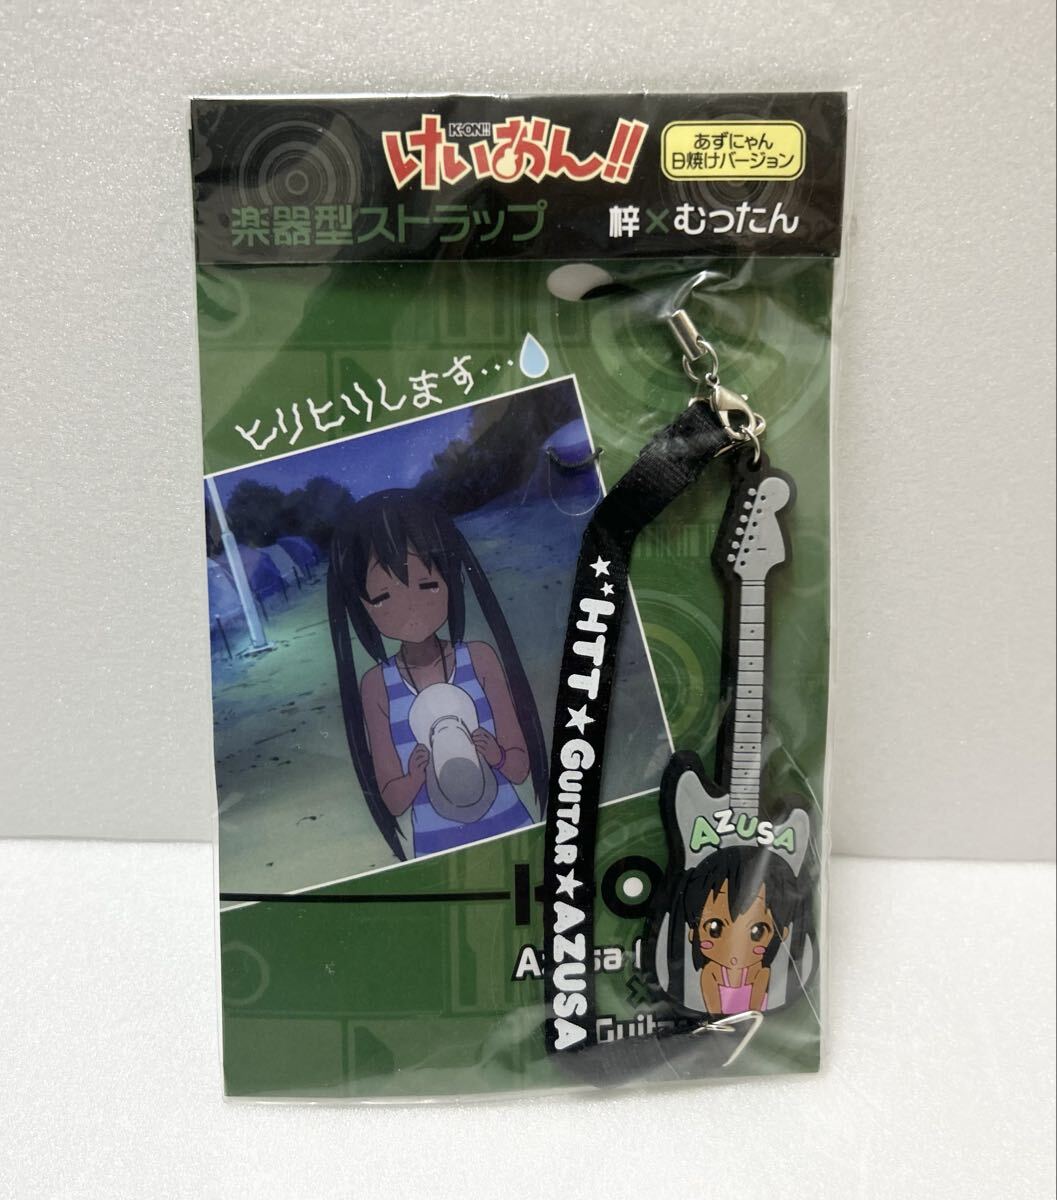 K-ON!!
けいおん!!
あずにゃん
日焼けバージョン
楽器型ストラップ
梓×むったん
ヒリヒリします…
HTT★GUITAR★AZUSA
AZUSA
Guita